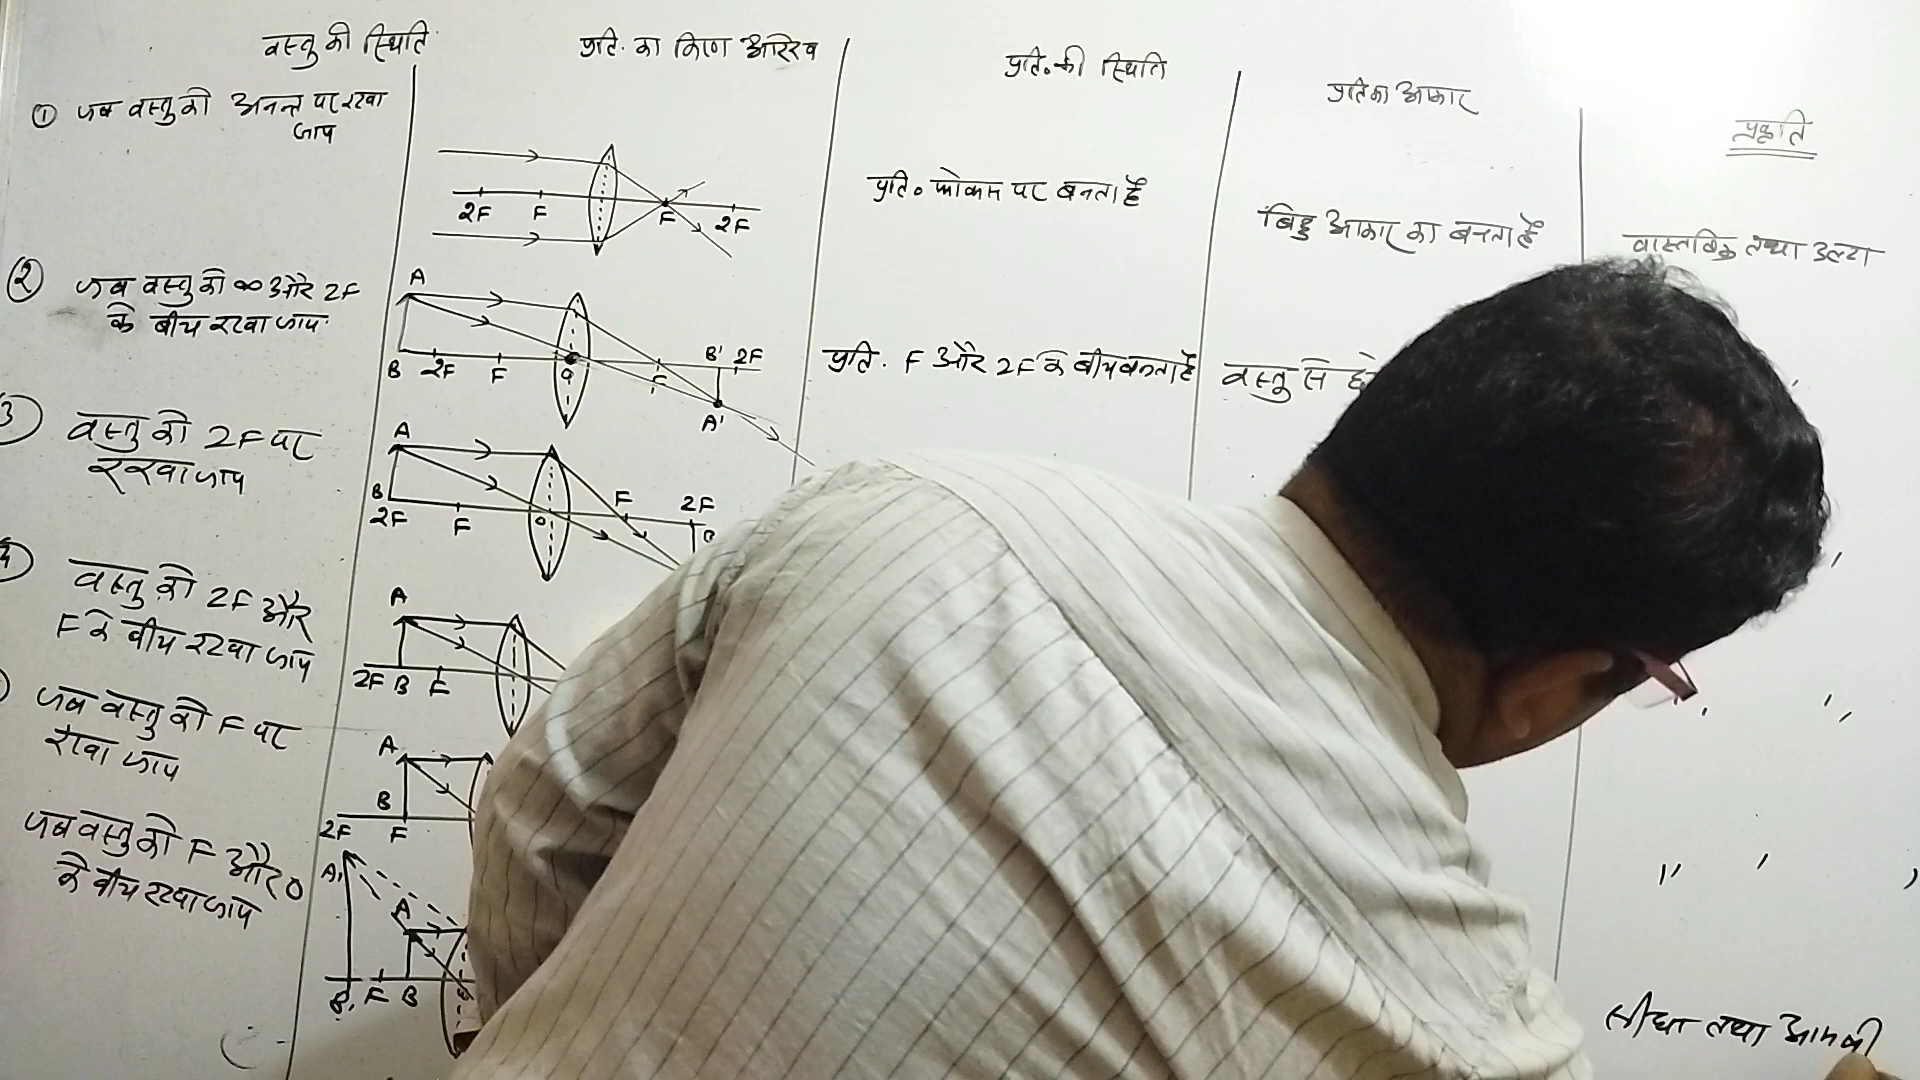 वस्तु की स्थिति
प्रति. का किरण आरेख
प्रति० की स्थिति
प्रति का आकार
प्रकृति
① जब वस्तु को अनन्त पर रखा
जाए
2F F F 2F
प्रति० फोकस पर बनता है
बिंदु आकार का बनता है
वास्तविक तथा उल्टा
② जब वस्तु को ∞ और 2F
के बीच रखा जाए
A
B 2F F O F B' 2F
A'
प्रति. F और 2F के बीच बनता है
वस्तु से
3 वस्तु को 2F पर
रखा जाए
A
B
2F F O F 2F
4 वस्तु को 2F और
F के बीच रखा जाए
A
2F B F
जब वस्तु को F पर
रखा जाए
A
B
2F F
जब वस्तु को F और O
के बीच रखा जाए
A'
A
B' F B
सीधा तथा